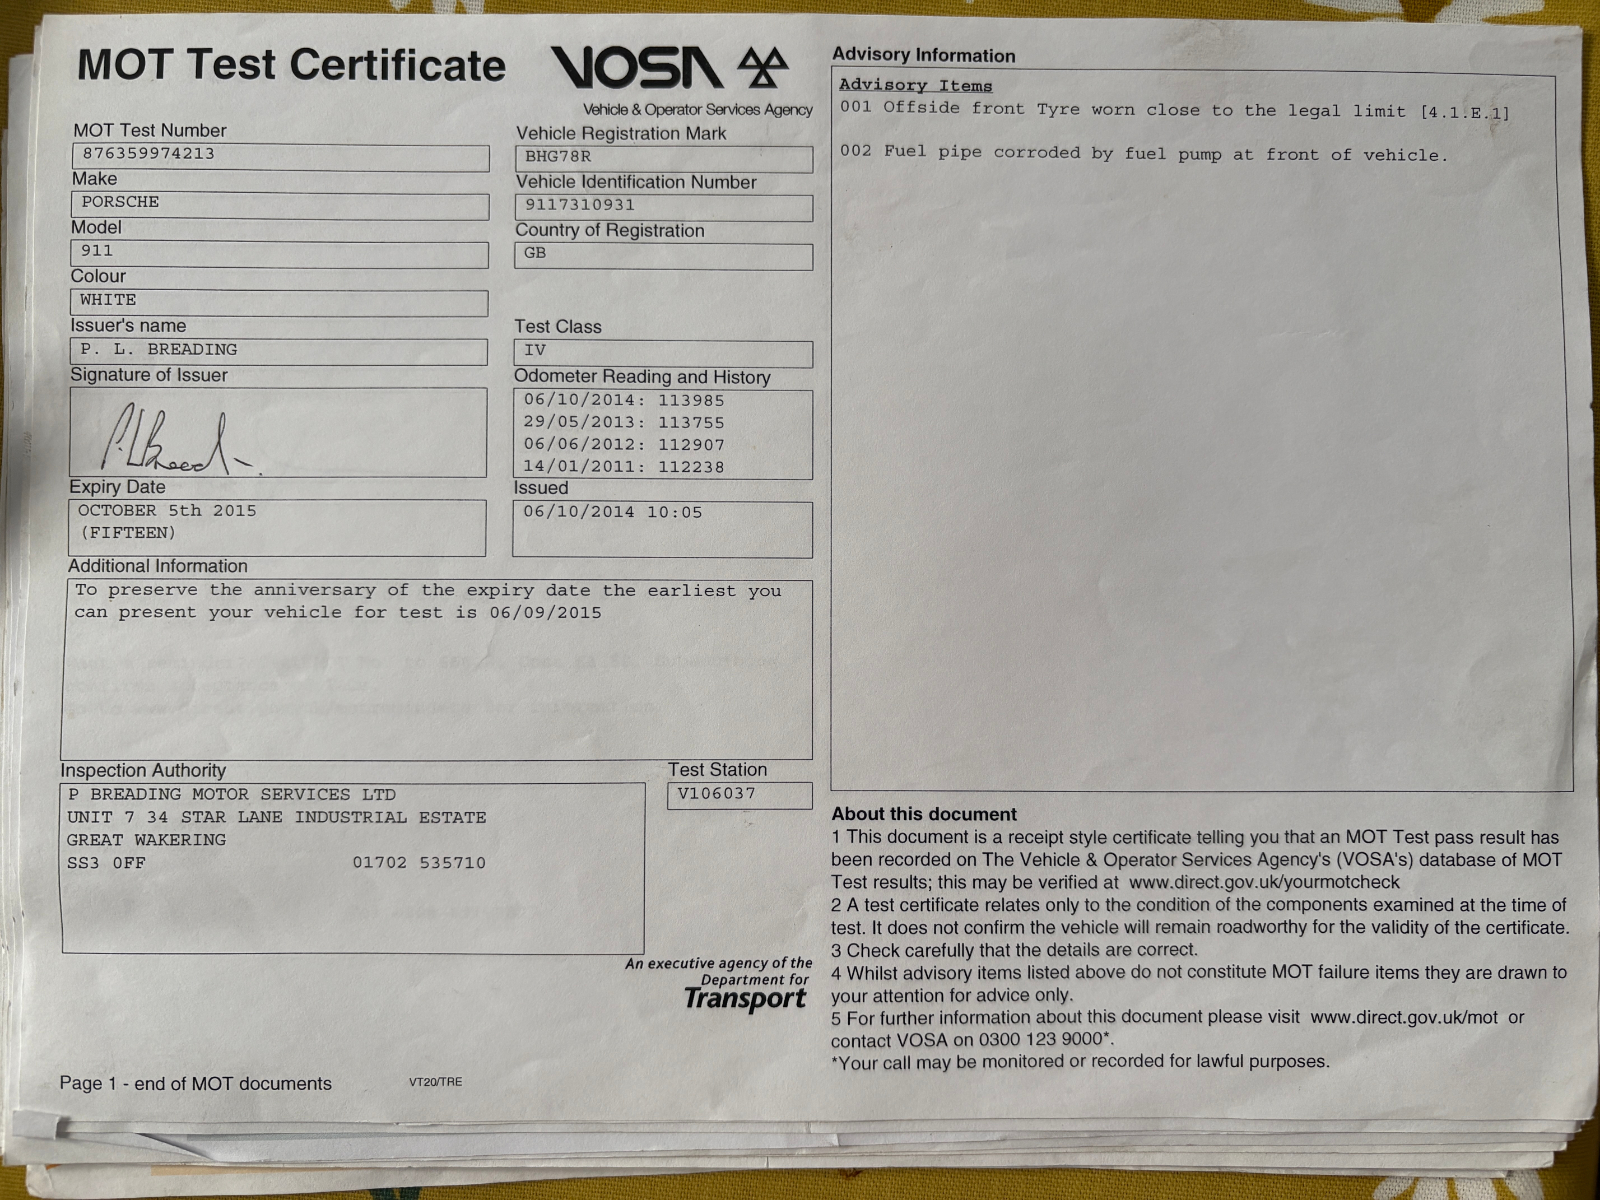 MOT Test Certificate
VOSA
Vehicle & Operator Services Agency
MOT Test Number
876359974213
Vehicle Registration Mark
BHG78R
Make
PORSCHE
Vehicle Identification Number
9117310931
Model
911
Country of Registration
GB
Colour
WHITE
Issuer's name
P. L. BREADING
Test Class
IV
Signature of Issuer
Odometer Reading and History
06/10/2014: 113985
29/05/2013: 113755
06/06/2012: 112907
14/01/2011: 112238
Expiry Date
OCTOBER 5th 2015
(FIFTEEN)
Issued
06/10/2014 10:05
Additional Information
To preserve the anniversary of the expiry date the earliest you
can present your vehicle for test is 06/09/2015
Inspection Authority
P BREADING MOTOR SERVICES LTD
UNIT 7 34 STAR LANE INDUSTRIAL ESTATE
GREAT WAKERING
SS3 0FF 01702 535710
Test Station
V106037
An executive agency of the
Department for
Transport
Page 1 - end of MOT documents
VT20/TRE
Advisory Information
Advisory Items
001 Offside front Tyre worn close to the legal limit [4.1.E.1]
002 Fuel pipe corroded by fuel pump at front of vehicle.
About this document
1 This document is a receipt style certificate telling you that an MOT Test pass result has
been recorded on The Vehicle & Operator Services Agency's (VOSA's) database of MOT
Test results; this may be verified at www.direct.gov.uk/yourmotcheck
2 A test certificate relates only to the condition of the components examined at the time of
test. It does not confirm the vehicle will remain roadworthy for the validity of the certificate.
3 Check carefully that the details are correct.
4 Whilst advisory items listed above do not constitute MOT failure items they are drawn to
your attention for advice only.
5 For further information about this document please visit www.direct.gov.uk/mot or
contact VOSA on 0300 123 9000*.
*Your call may be monitored or recorded for lawful purposes.